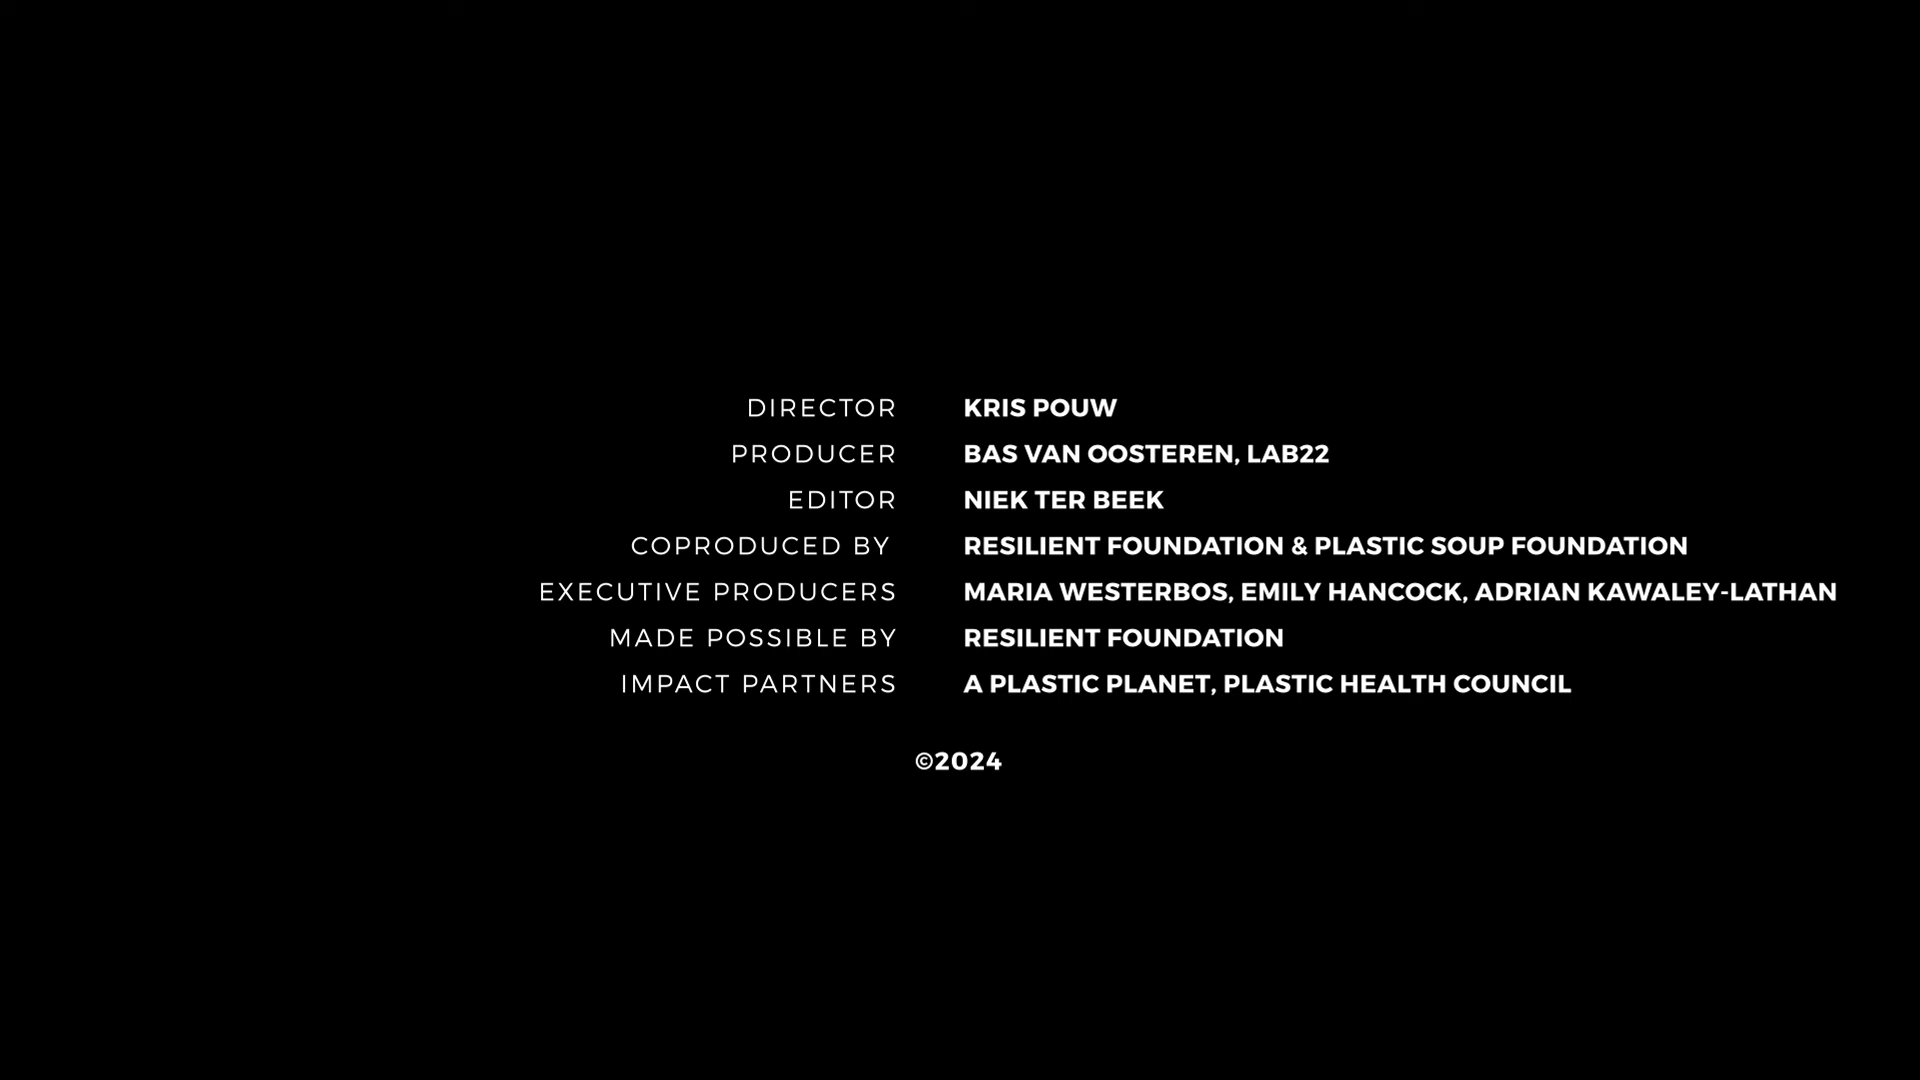 DIRECTOR KRIS POUW
PRODUCER BAS VAN OOSTEREN, LAB22
EDITOR NIEK TER BEEK
COPRODUCED BY RESILIENT FOUNDATION & PLASTIC SOUP FOUNDATION
EXECUTIVE PRODUCERS MARIA WESTERBOS, EMILY HANCOCK, ADRIAN KAWALEY-LATHAN
MADE POSSIBLE BY RESILIENT FOUNDATION
IMPACT PARTNERS A PLASTIC PLANET, PLASTIC HEALTH COUNCIL
©2024